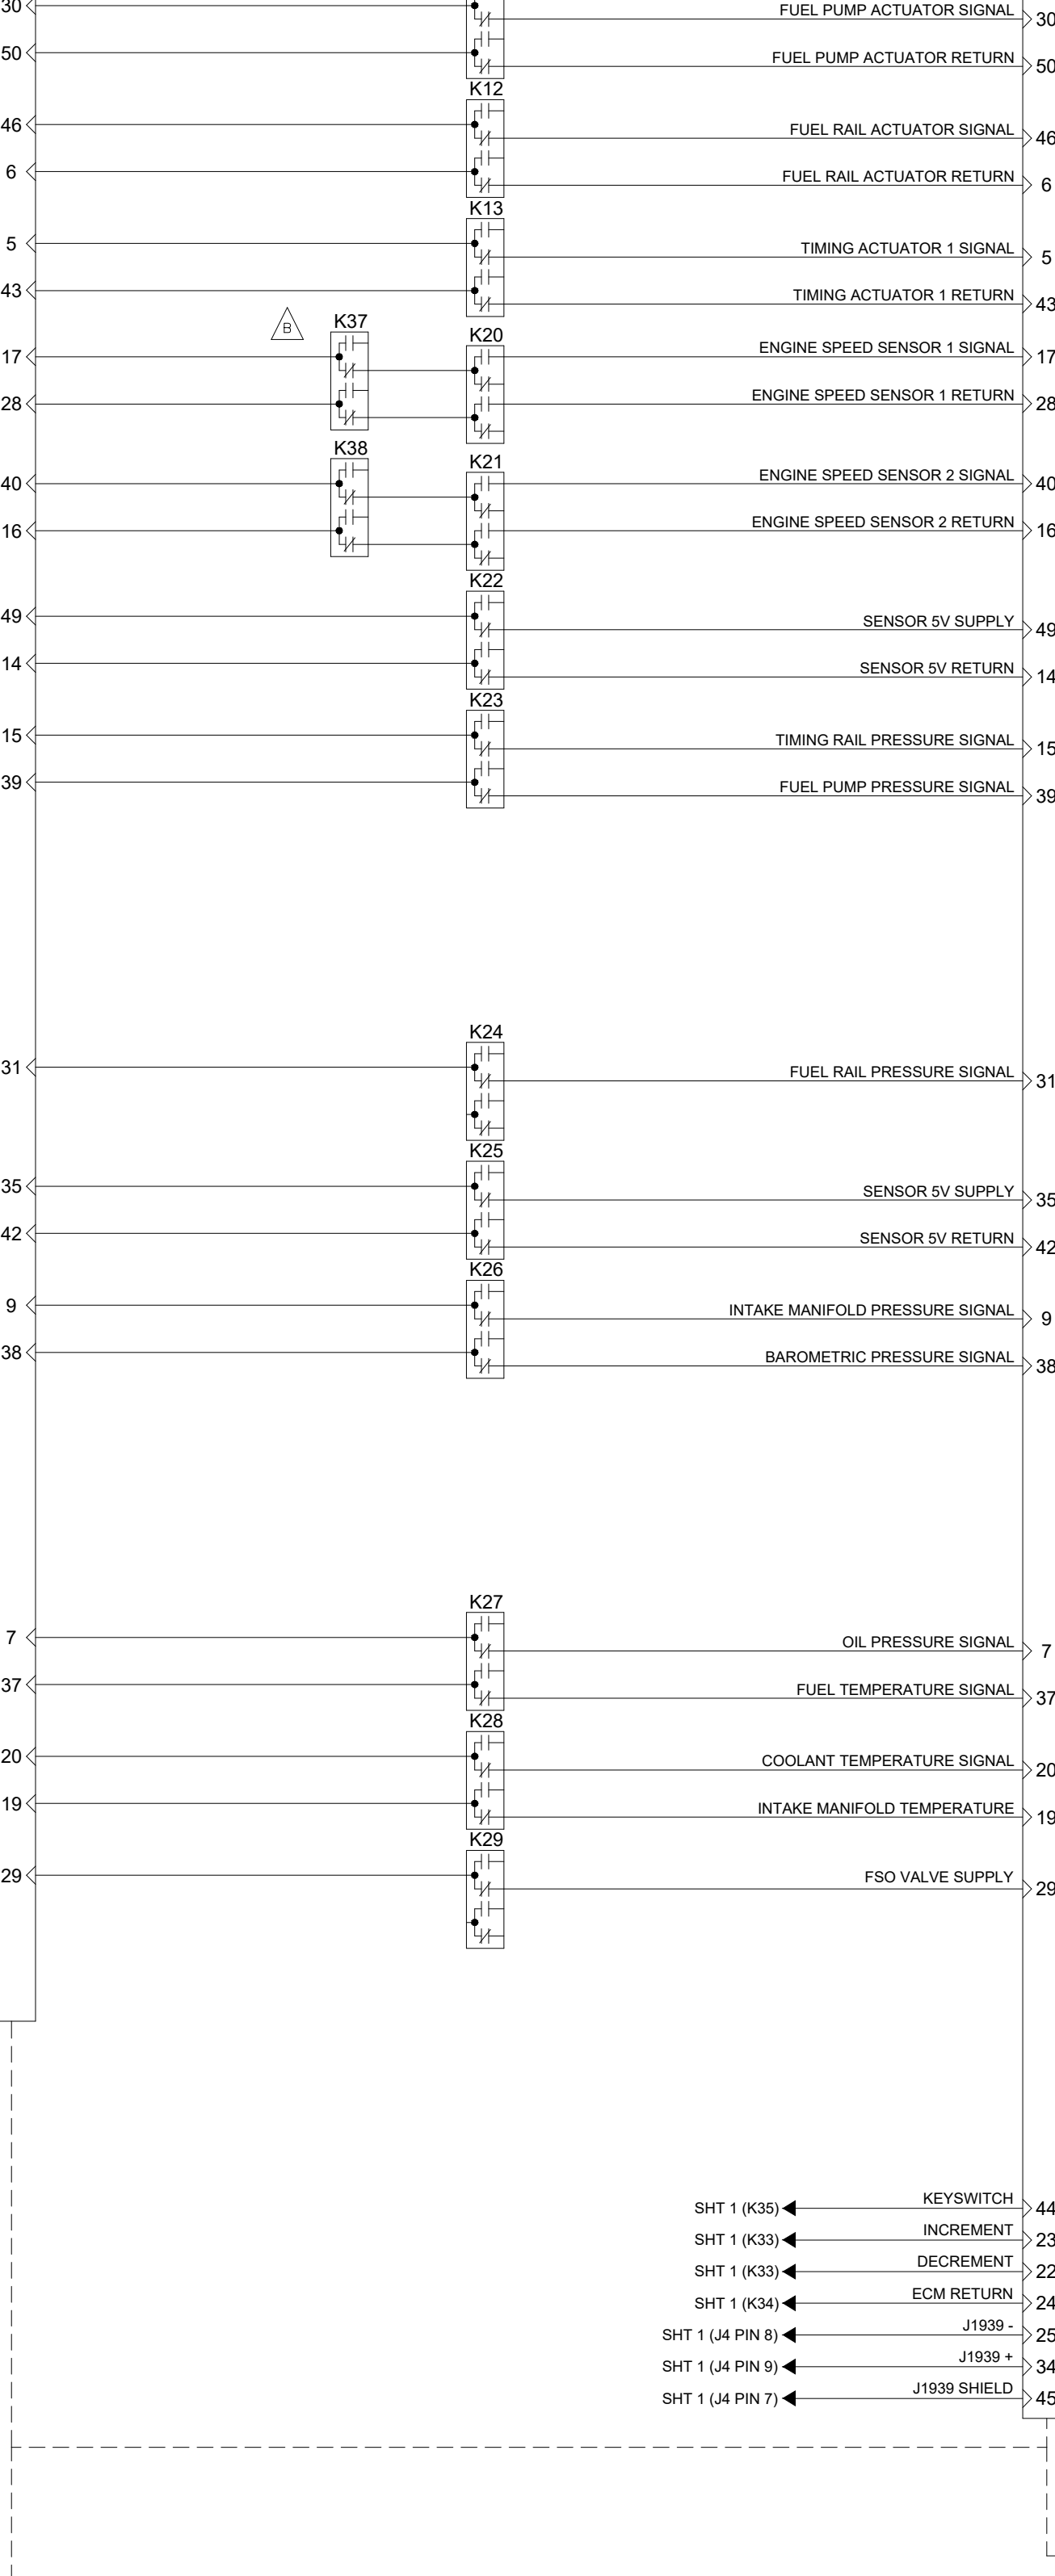 30 FUEL PUMP ACTUATOR SIGNAL 30
50 FUEL PUMP ACTUATOR RETURN 50
K12
46 FUEL RAIL ACTUATOR SIGNAL 46
6 FUEL RAIL ACTUATOR RETURN 6
K13
5 TIMING ACTUATOR 1 SIGNAL 5
43 TIMING ACTUATOR 1 RETURN 43
B K37 K20
17 ENGINE SPEED SENSOR 1 SIGNAL 17
28 ENGINE SPEED SENSOR 1 RETURN 28
K38 K21
40 ENGINE SPEED SENSOR 2 SIGNAL 40
16 ENGINE SPEED SENSOR 2 RETURN 16
K22
49 SENSOR 5V SUPPLY 49
14 SENSOR 5V RETURN 14
K23
15 TIMING RAIL PRESSURE SIGNAL 15
39 FUEL PUMP PRESSURE SIGNAL 39
K24
31 FUEL RAIL PRESSURE SIGNAL 31
K25
35 SENSOR 5V SUPPLY 35
42 SENSOR 5V RETURN 42
K26
9 INTAKE MANIFOLD PRESSURE SIGNAL 9
38 BAROMETRIC PRESSURE SIGNAL 38
K27
7 OIL PRESSURE SIGNAL 7
37 FUEL TEMPERATURE SIGNAL 37
K28
20 COOLANT TEMPERATURE SIGNAL 20
19 INTAKE MANIFOLD TEMPERATURE 19
K29
29 FSO VALVE SUPPLY 29
SHT 1 (K35) KEYSWITCH 44
SHT 1 (K33) INCREMENT 23
SHT 1 (K33) DECREMENT 22
SHT 1 (K34) ECM RETURN 24
SHT 1 (J4 PIN 8) J1939 - 25
SHT 1 (J4 PIN 9) J1939 + 34
SHT 1 (J4 PIN 7) J1939 SHIELD 45